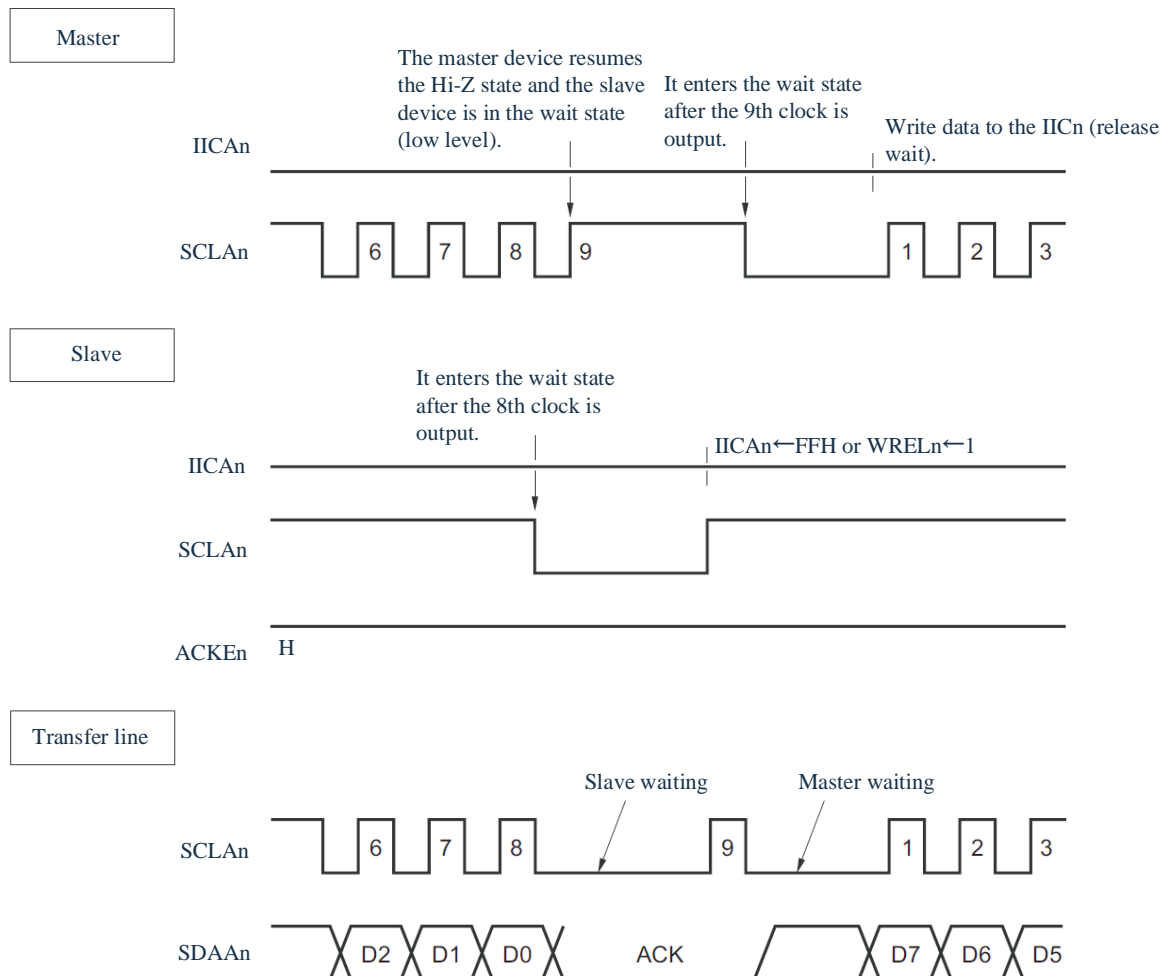 Master
The master device resumes
the Hi-Z state and the slave
device is in the wait state
(low level).
It enters the wait state
after the 9th clock is
output.
Write data to the IICn (release
wait).
IICAn
SCLAn
6 7 8 9 1 2 3
Slave
It enters the wait state
after the 8th clock is
output.
IICAn←FFH or WRELn←1
IICAn
SCLAn
ACKEn H
Transfer line
Slave waiting
Master waiting
SCLAn 6 7 8 9 1 2 3
SDAAn D2 D1 D0 ACK D7 D6 D5